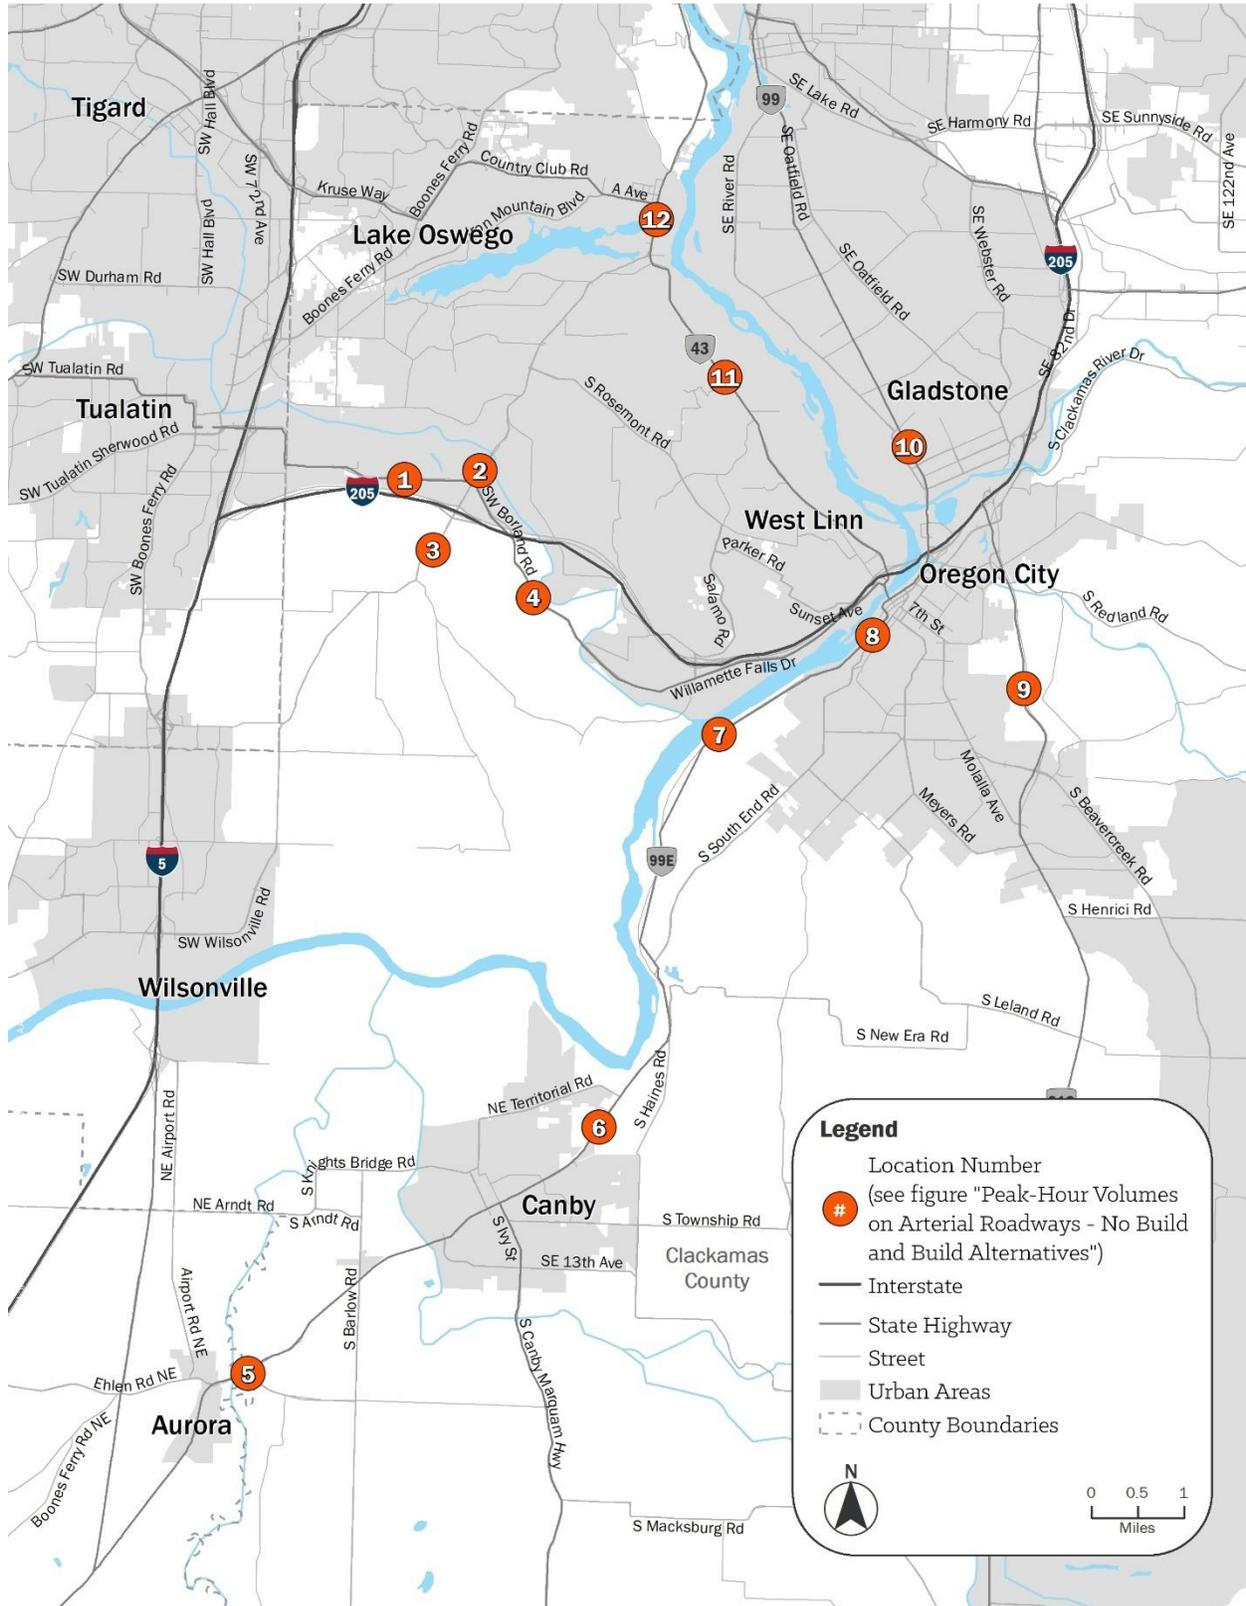 Tigard
SW Hall Blvd
SW 72nd Ave
SW Hall Blvd
Kruse Way
Boones Ferry Rd
Country Club Rd
A Ave
Mountain Blvd
12
Lake Oswego
Boones Ferry Rd
SW Durham Rd
99
SE Lake Rd
SE Oatfield Rd
SE River Rd
SE Harmony Rd
SE Sunnyside Rd
SE 122nd Ave
SE Webster Rd
SE Oatfield Rd
205
SE 82nd Dr
S Clackamas River Dr
43
11
SW Tualatin Rd
Tualatin
SW Tualatin Sherwood Rd
SW Boones Ferry Rd
S Rosemont Rd
Gladstone
10
1
2
205
SW Borland Rd
3
4
West Linn
Parker Rd
Salamo Rd
Sunset Ave
Oregon City
7th St
S Redland Rd
8
Willamette Falls Dr
9
7
Molalla Ave
Meyers Rd
S Beavercreek Rd
S South End Rd
5
99E
SW Wilsonville Rd
S Henrici Rd
Wilsonville
S Leland Rd
S New Era Rd
S Haines Rd
NE Territorial Rd
6
NE Airport Rd
S Knights Bridge Rd
NE Arndt Rd
S Arndt Rd
Canby
S Ivy St
S Township Rd
SE 13th Ave
Clackamas
County
S Barlow Rd
Airport Rd NE
S Canby Marquam Hwy
5
Ehlen Rd NE
Aurora
Boones Ferry Rd NE
S Macksburg Rd
Legend
#
Location Number
(see figure "Peak-Hour Volumes
on Arterial Roadways - No Build
and Build Alternatives")
Interstate
State Highway
Street
Urban Areas
County Boundaries
N
0 0.5 1
Miles